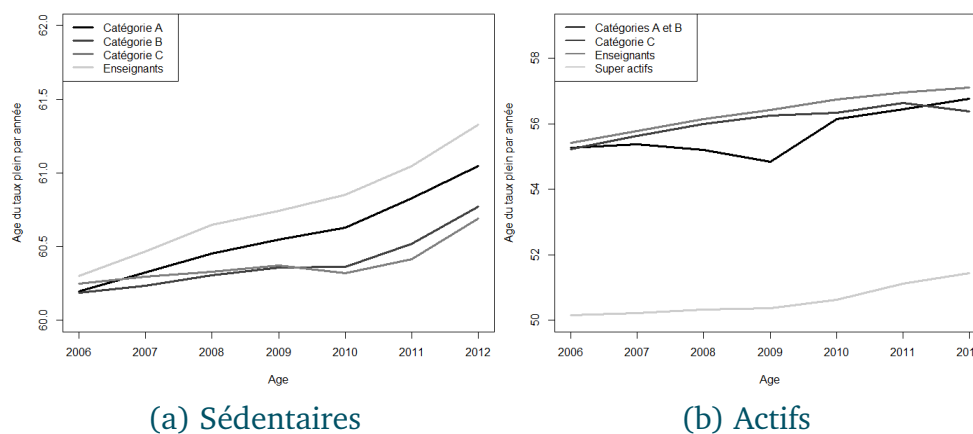 Catégorie A
Catégorie B
Catégorie C
Enseignants
Age du taux plein par année
62.0
61.5
61.0
60.5
60.0
2006 2007 2008 2009 2010 2011 2012
Age
(a) Sédentaires
Catégories A et B
Catégorie C
Enseignants
Super actifs
Age du taux plein par année
58
56
54
52
50
2006 2007 2008 2009 2010 2011 201
Age
(b) Actifs